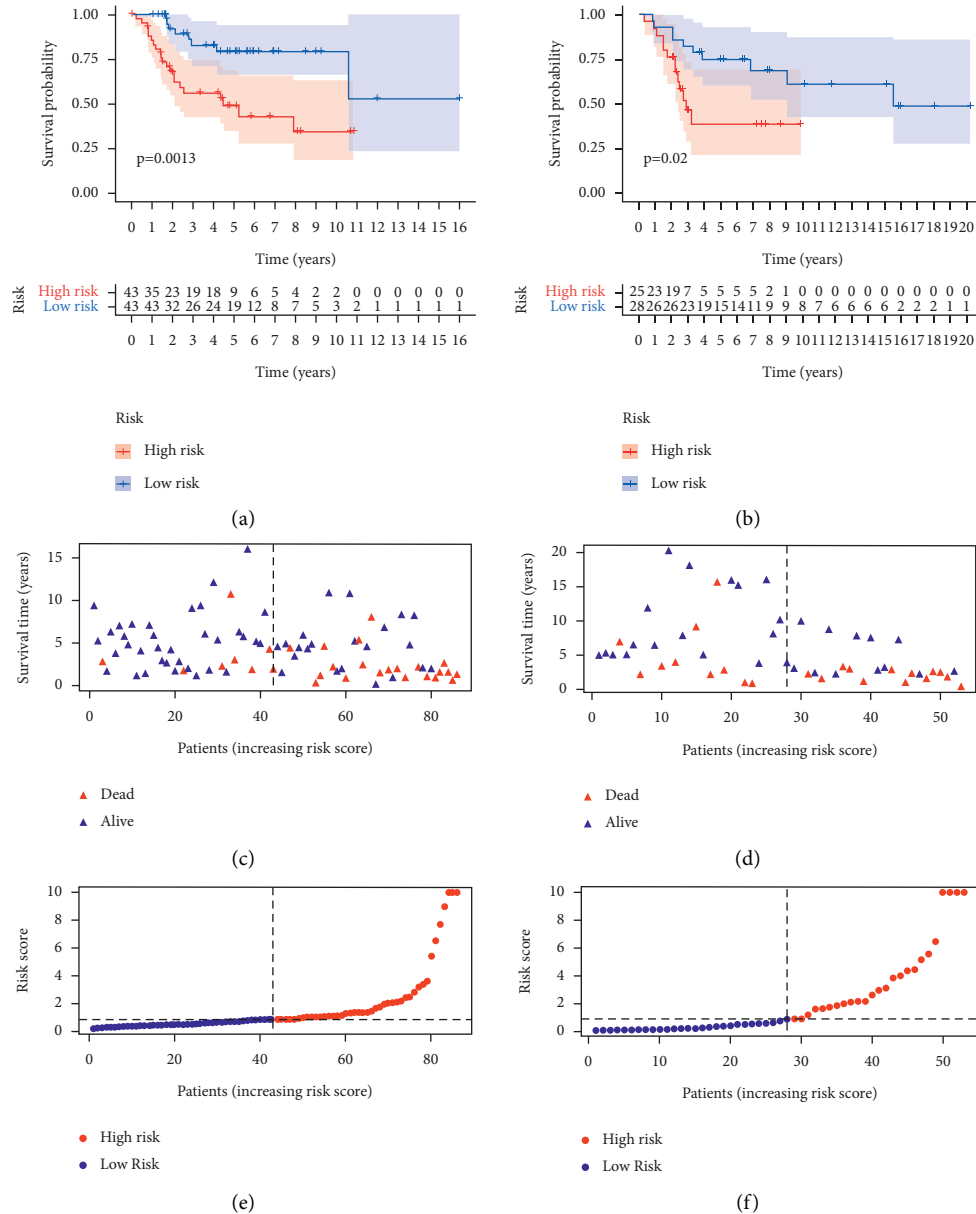 1.00
0.75
0.50
0.25
0.00
Survival probability
p=0.0013
0 1 2 3 4 5 6 7 8 9 10 11 12 13 14 15 16
Time (years)
Risk
High risk 43 35 23 19 18 9 6 5 4 2 2 0 0 0 0 0 0
Low risk 43 43 32 26 24 19 12 8 7 5 3 2 1 1 1 1 1
0 1 2 3 4 5 6 7 8 9 10 11 12 13 14 15 16
Time (years)
Risk
High risk
Low risk
(a)
1.00
0.75
0.50
0.25
0.00
Survival probability
p=0.02
0 1 2 3 4 5 6 7 8 9 10 11 12 13 14 15 16 17 18 19 20
Time (years)
Risk
High risk 25 23 19 7 5 5 5 5 2 1 0 0 0 0 0 0 0 0 0 0 0
Low risk 28 26 26 23 19 15 14 11 9 9 8 7 6 6 6 6 2 2 2 1 1
0 1 2 3 4 5 6 7 8 9 10 11 12 13 14 15 16 17 18 19 20
Time (years)
Risk
High risk
Low risk
(b)
15
10
5
0
Survival time (years)
0 20 40 60 80
Patients (increasing risk score)
Dead
Alive
(c)
20
15
10
5
0
Survival time (years)
0 10 20 30 40 50
Patients (increasing risk score)
Dead
Alive
(d)
10
8
6
4
2
0
Risk score
0 20 40 60 80
Patients (increasing risk score)
High risk
Low Risk
(e)
10
8
6
4
2
0
Risk score
0 10 20 30 40 50
Patients (increasing risk score)
High risk
Low Risk
(f)